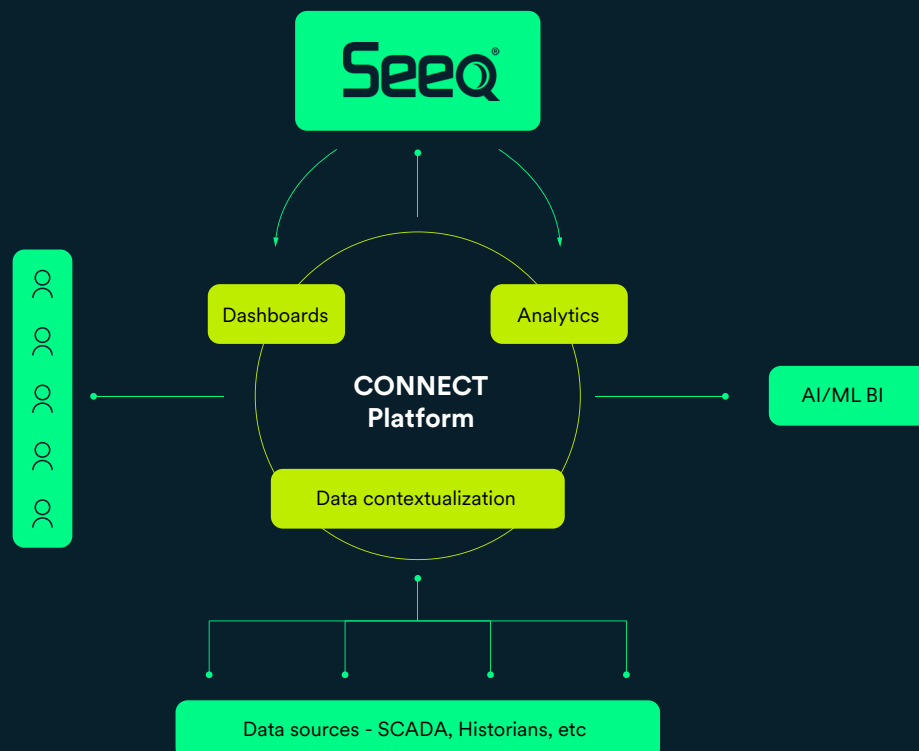 Seeq®
Dashboards
Analytics
CONNECT
Platform
AI/ML BI
Data contextualization
Data sources - SCADA, Historians, etc